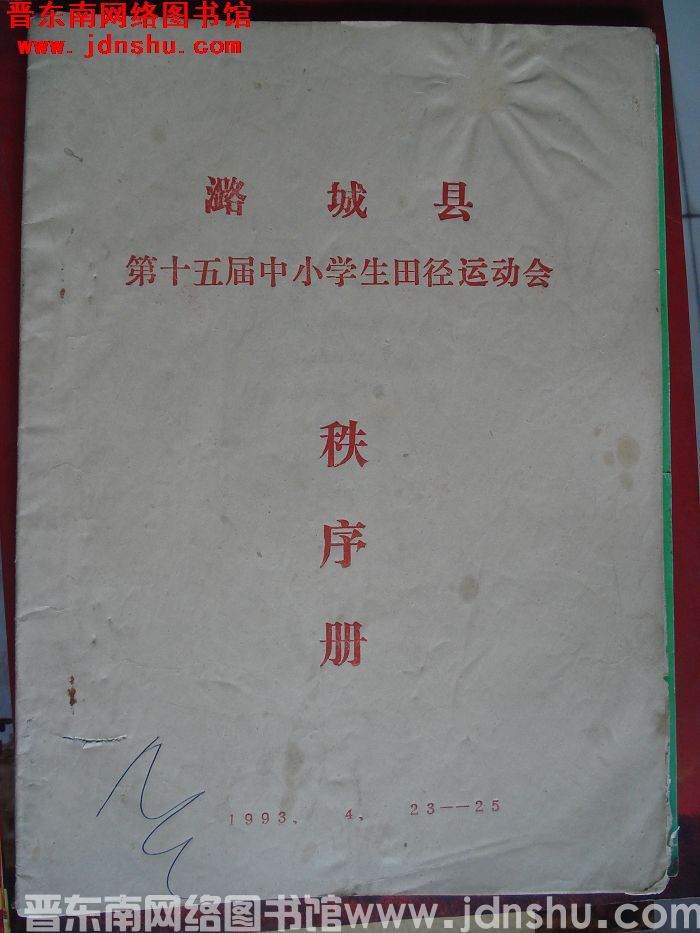 晋东南网络图书馆
www.jdnshu.com
潞城县
第十五届中小学生田径运动会
秩
序
册
1993、 4、 23—25
晋东南网络图书馆www.jdnshu.com